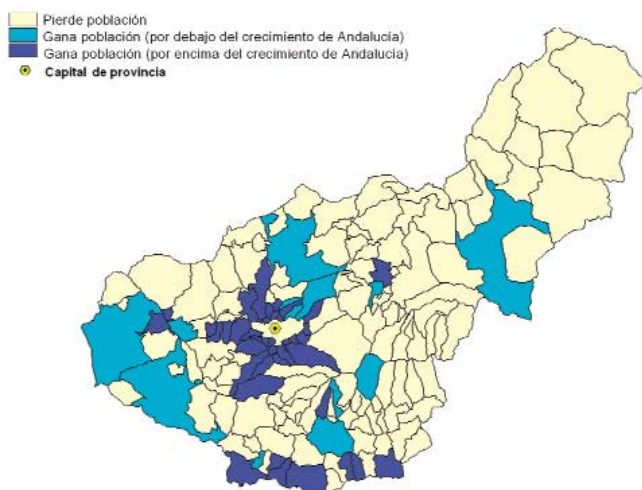 Pierde población
Gana población (por debajo del crecimiento de Andalucía)
Gana población (por encima del crecimiento de Andalucía)
Capital de provincia